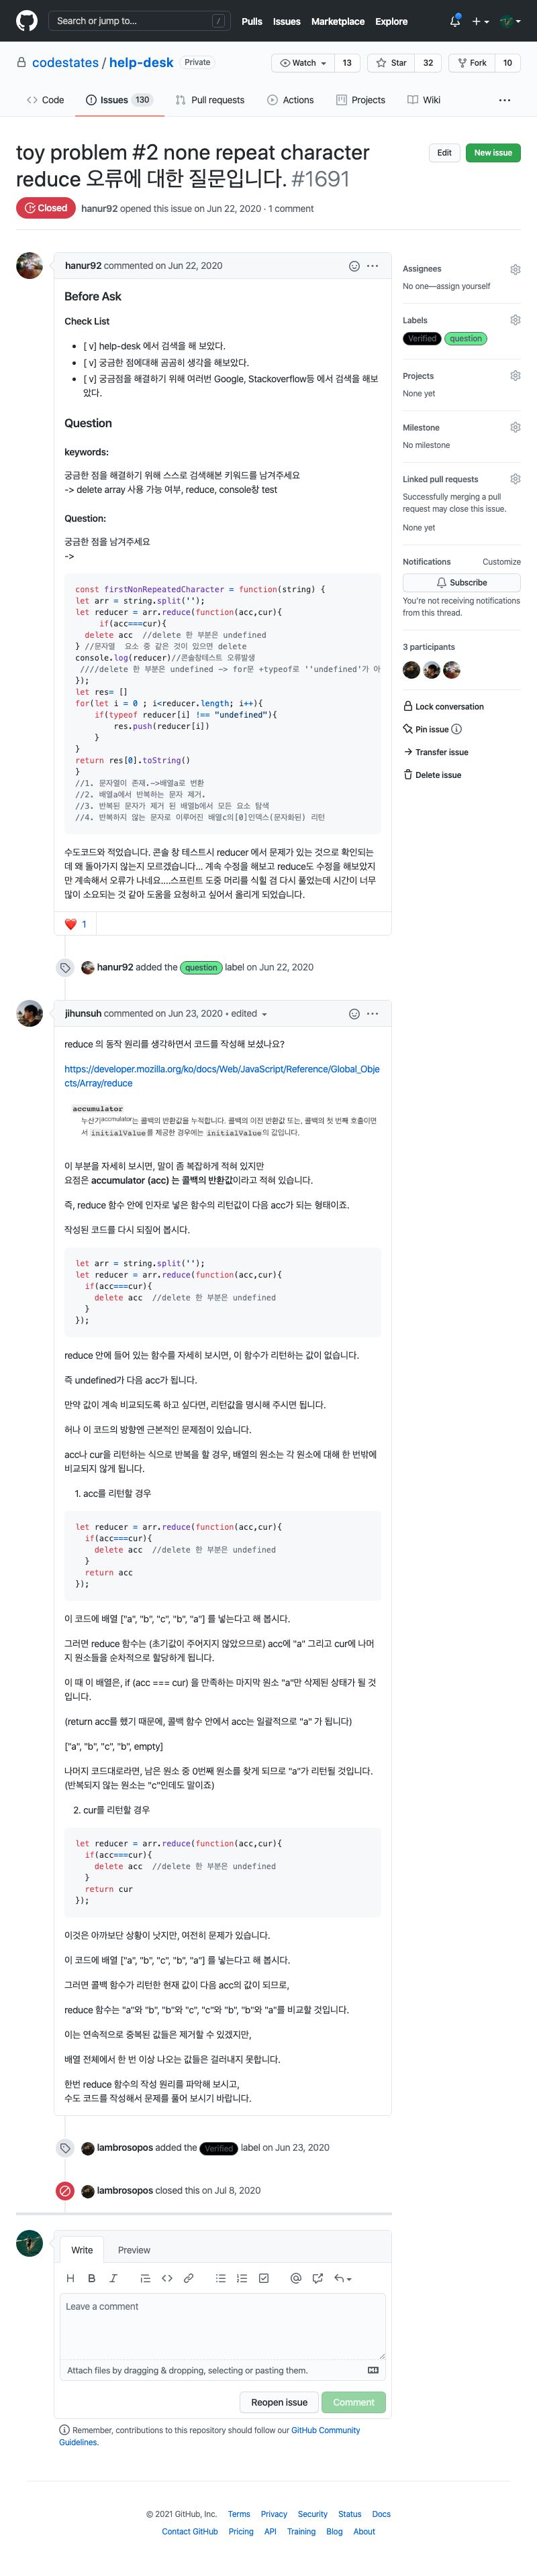 Search or jump to...
/
Pulls
Issues
Marketplace
Explore
codestates / help-desk
Private
Watch
13
Star
32
Fork
10
Code
Issues 130
Pull requests
Actions
Projects
Wiki
toy problem #2 none repeat character
reduce 오류에 대한 질문입니다. #1691
Edit
New issue
Closed
hanur92 opened this issue on Jun 22, 2020 · 1 comment
hanur92 commented on Jun 22, 2020
Before Ask
Check List
• [ v] help-desk 에서 검색을 해 보았다.
• [ v] 궁금한 점에대해 곰곰히 생각을 해보았다.
• [ v] 궁금점을 해결하기 위해 여러번 Google, Stackoverflow등 에서 검색을 해보
았다.
Question
keywords:
궁금한 점을 해결하기 위해 스스로 검색해본 키워드를 남겨주세요
-> delete array 사용 가능 여부, reduce, console창 test
Question:
궁금한 점을 남겨주세요
->
const firstNonRepeatedCharacter = function(string) {
let arr = string.split('');
let reducer = arr.reduce(function(acc,cur){
if(acc===cur){
delete acc //delete 한 부분은 undefined
} //문자열 요소 중 같은 것이 있으면 delete
console.log(reducer)//콘솔창테스트 오류발생
////delete 한 부분은 undefined -> for문 +typeof로 ''undefined'가 아
});
let res= []
for(let i = 0 ; i<reducer.length; i++){
if(typeof reducer[i] !== "undefined"){
res.push(reducer[i])
}
}
return res[0].toString()
}
//1. 문자열이 존재.->배열a로 변환
//2. 배열a에서 반복하는 문자 제거.
//3. 반복된 문자가 제거 된 배열b에서 모든 요소 탐색
//4. 반복하지 않는 문자로 이루어진 배열c의[0]인덱스(문자화된) 리턴
수도코드와 적었습니다. 콘솔 창 테스트시 reducer 에서 문제가 있는 것으로 확인되는
데 왜 돌아가지 않는지 모르겠습니다... 계속 수정을 해보고 reduce도 수정을 해보았지
만 계속해서 오류가 나네요....스프린트 도중 머리를 식힐 겸 다시 풀었는데 시간이 너무
많이 소요되는 것 같아 도움을 요청하고 싶어서 올리게 되었습니다.
❤️ 1
hanur92 added the question label on Jun 22, 2020
jihunsuh commented on Jun 23, 2020 • edited
reduce 의 동작 원리를 생각하면서 코드를 작성해 보셨나요?
https://developer.mozilla.org/ko/docs/Web/JavaScript/Reference/Global_Obje
cts/Array/reduce
accumulator
누산기accmulator는 콜백의 반환값을 누적합니다. 콜백의 이전 반환값 또는, 콜백의 첫 번째 호출이면
서 initialValue를 제공한 경우에는 initialValue의 값입니다.
이 부분을 자세히 보시면, 말이 좀 복잡하게 적혀 있지만
요점은 accumulator (acc) 는 콜백의 반환값이라고 적혀 있습니다.
즉, reduce 함수 안에 인자로 넣은 함수의 리턴값이 다음 acc가 되는 형태이죠.
작성된 코드를 다시 되짚어 봅시다.
let arr = string.split('');
let reducer = arr.reduce(function(acc,cur){
if(acc===cur){
delete acc //delete 한 부분은 undefined
}
});
reduce 안에 들어 있는 함수를 자세히 보시면, 이 함수가 리턴하는 값이 없습니다.
즉 undefined가 다음 acc가 됩니다.
만약 값이 계속 비교되도록 하고 싶다면, 리턴값을 명시해 주시면 됩니다.
허나 이 코드의 방향엔 근본적인 문제점이 있습니다.
acc나 cur을 리턴하는 식으로 반복을 할 경우, 배열의 원소는 각 원소에 대해 한 번밖에
비교되지 않게 됩니다.
1. acc를 리턴할 경우
let reducer = arr.reduce(function(acc,cur){
if(acc===cur){
delete acc //delete 한 부분은 undefined
}
return acc
});
이 코드에 배열 ["a", "b", "c", "b", "a"] 를 넣는다고 해 봅시다.
그러면 reduce 함수는 (초기값이 주어지지 않았으므로) acc에 "a" 그리고 cur에 나머
지 원소들을 순차적으로 할당하게 됩니다.
이 때 이 배열은, if (acc === cur) 을 만족하는 마지막 원소 "a"만 삭제된 상태가 될 것
입니다.
(return acc를 했기 때문에, 콜백 함수 안에서 acc는 일괄적으로 "a" 가 됩니다)
["a", "b", "c", "b", empty]
나머지 코드대로라면, 남은 원소 중 0번째 원소를 찾게 되므로 "a"가 리턴될 것입니다.
(반복되지 않는 원소는 "c"인데도 말이죠)
2. cur를 리턴할 경우
let reducer = arr.reduce(function(acc,cur){
if(acc===cur){
delete acc //delete 한 부분은 undefined
}
return cur
});
이것은 아까보단 상황이 낫지만, 여전히 문제가 있습니다.
이 코드에 배열 ["a", "b", "c", "b", "a"] 를 넣는다고 해 봅시다.
그러면 콜백 함수가 리턴한 현재 값이 다음 acc의 값이 되므로,
reduce 함수는 "a"와 "b", "b"와 "c", "c"와 "b", "b"와 "a"를 비교할 것입니다.
이는 연속적으로 중복된 값들은 제거할 수 있겠지만,
배열 전체에서 한 번 이상 나오는 값들은 걸러내지 못합니다.
한번 reduce 함수의 작성 원리를 파악해 보시고,
수도 코드를 작성해서 문제를 풀어 보시기 바랍니다.
lambrosopos added the Verified label on Jun 23, 2020
lambrosopos closed this on Jul 8, 2020
Write
Preview
Leave a comment
Attach files by dragging & dropping, selecting or pasting them.
Reopen issue
Comment
Remember, contributions to this repository should follow our GitHub Community
Guidelines.
Assignees
No one—assign yourself
Labels
Verified question
Projects
None yet
Milestone
No milestone
Linked pull requests
Successfully merging a pull
request may close this issue.
None yet
Notifications
Customize
Subscribe
You're not receiving notifications
from this thread.
3 participants
Lock conversation
Pin issue
Transfer issue
Delete issue
© 2021 GitHub, Inc.
Terms
Privacy
Security
Status
Docs
Contact GitHub
Pricing
API
Training
Blog
About